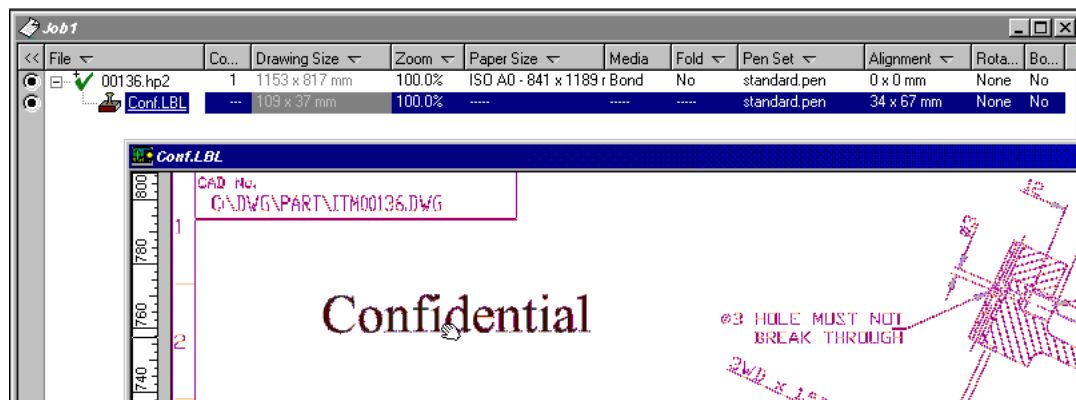 Job1
<< File Co... Drawing Size Zoom Paper Size Media Fold Pen Set Alignment Rota... Bo...
00136.hp2 1 1153 x 817 mm 100.0% ISO A0 - 841 x 1189 r Bond No standard.pen 0 x 0 mm None No
Conf.LBL --- 109 x 37 mm 100.0% ----- ----- ----- standard.pen 34 x 67 mm None No
Conf.LBL
800
CAD No.
C:\DWG\PART\ITM00136.DWG
1
780
760
Confidential
2
ø3 HOLE MUST NOT
BREAK THROUGH
740
12
ø3